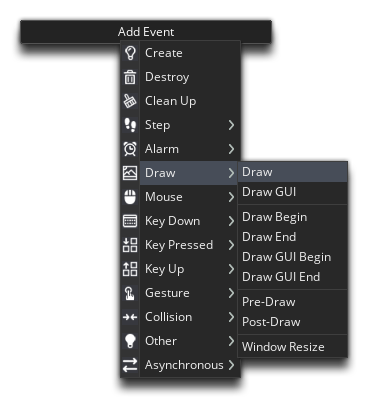 Add Event
Create
Destroy
Clean Up
Step
Alarm
Draw
Mouse
Key Down
Key Pressed
Key Up
Gesture
Collision
Other
Asynchronous
Draw
Draw GUI
Draw Begin
Draw End
Draw GUI Begin
Draw GUI End
Pre-Draw
Post-Draw
Window Resize